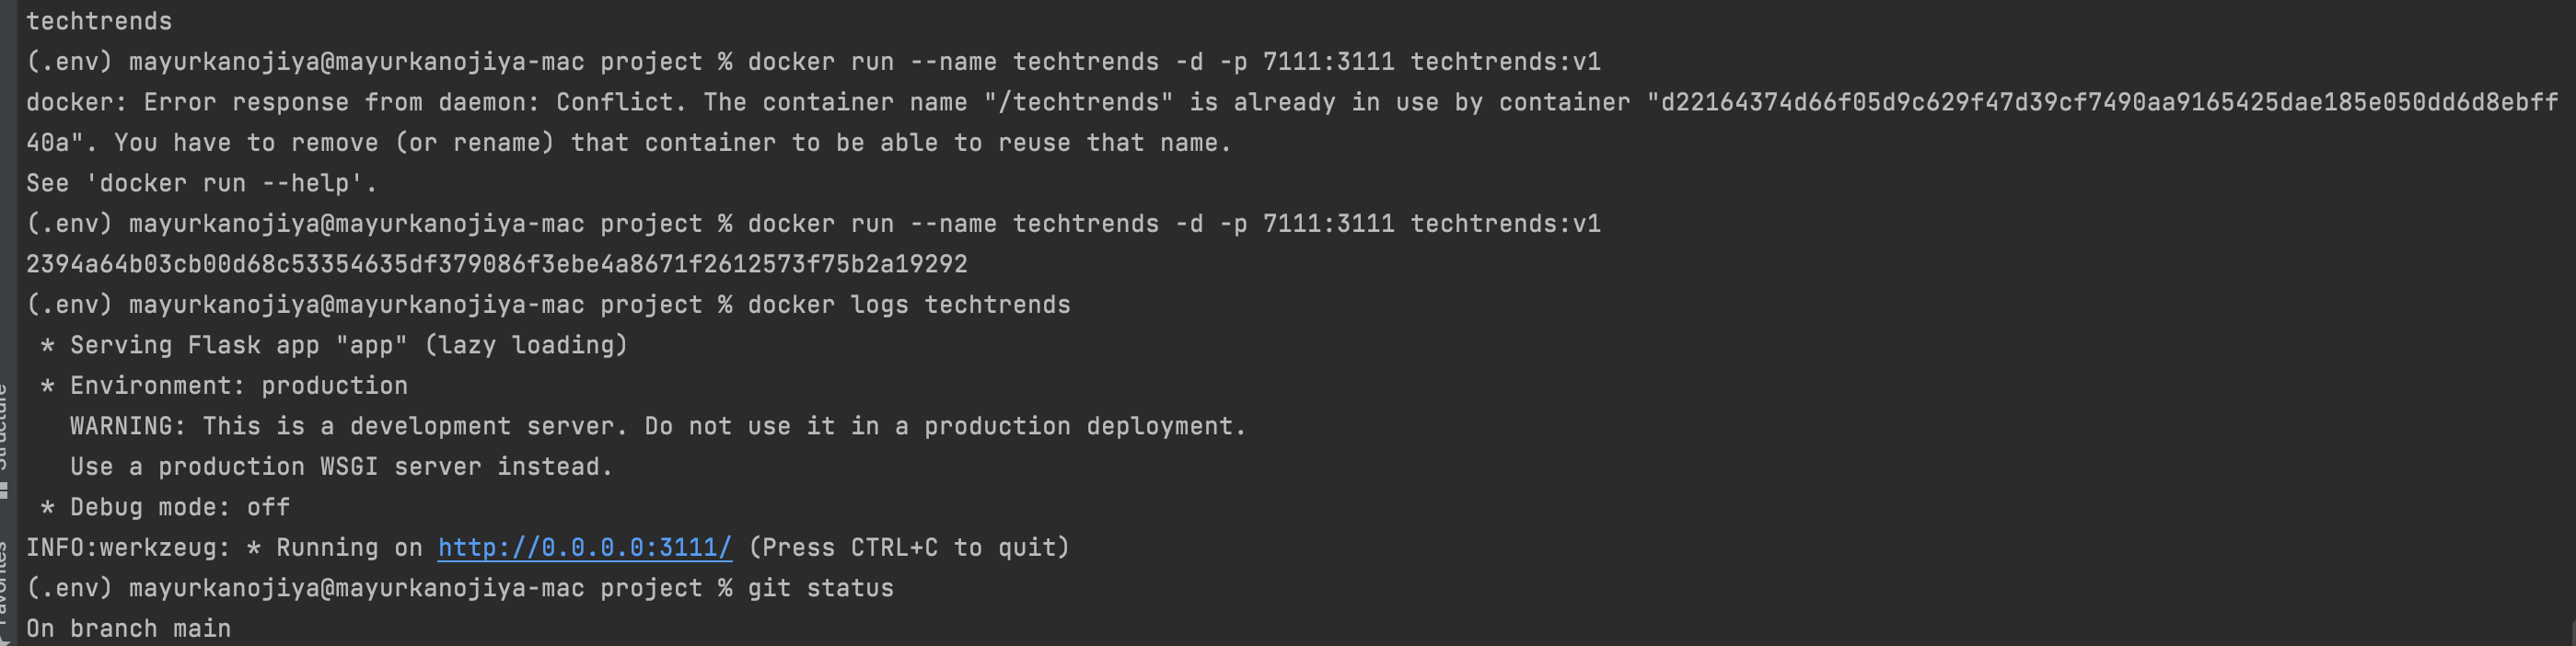 techtrends
(.env) mayurkanojiya@mayurkanojiya-mac project % docker run --name techtrends -d -p 7111:3111 techtrends:v1
docker: Error response from daemon: Conflict. The container name "/techtrends" is already in use by container "d22164374d66f05d9c629f47d39cf7490aa9165425dae185e050dd6d8ebff
40a". You have to remove (or rename) that container to be able to reuse that name.
See 'docker run --help'.
(.env) mayurkanojiya@mayurkanojiya-mac project % docker run --name techtrends -d -p 7111:3111 techtrends:v1
2394a64b03cb00d68c53354635df379086f3ebe4a8671f2612573f75b2a19292
(.env) mayurkanojiya@mayurkanojiya-mac project % docker logs techtrends
 * Serving Flask app "app" (lazy loading)
 * Environment: production
   WARNING: This is a development server. Do not use it in a production deployment.
   Use a production WSGI server instead.
 * Debug mode: off
INFO:werkzeug: * Running on http://0.0.0.0:3111/ (Press CTRL+C to quit)
(.env) mayurkanojiya@mayurkanojiya-mac project % git status
On branch main
Structure
Favorites